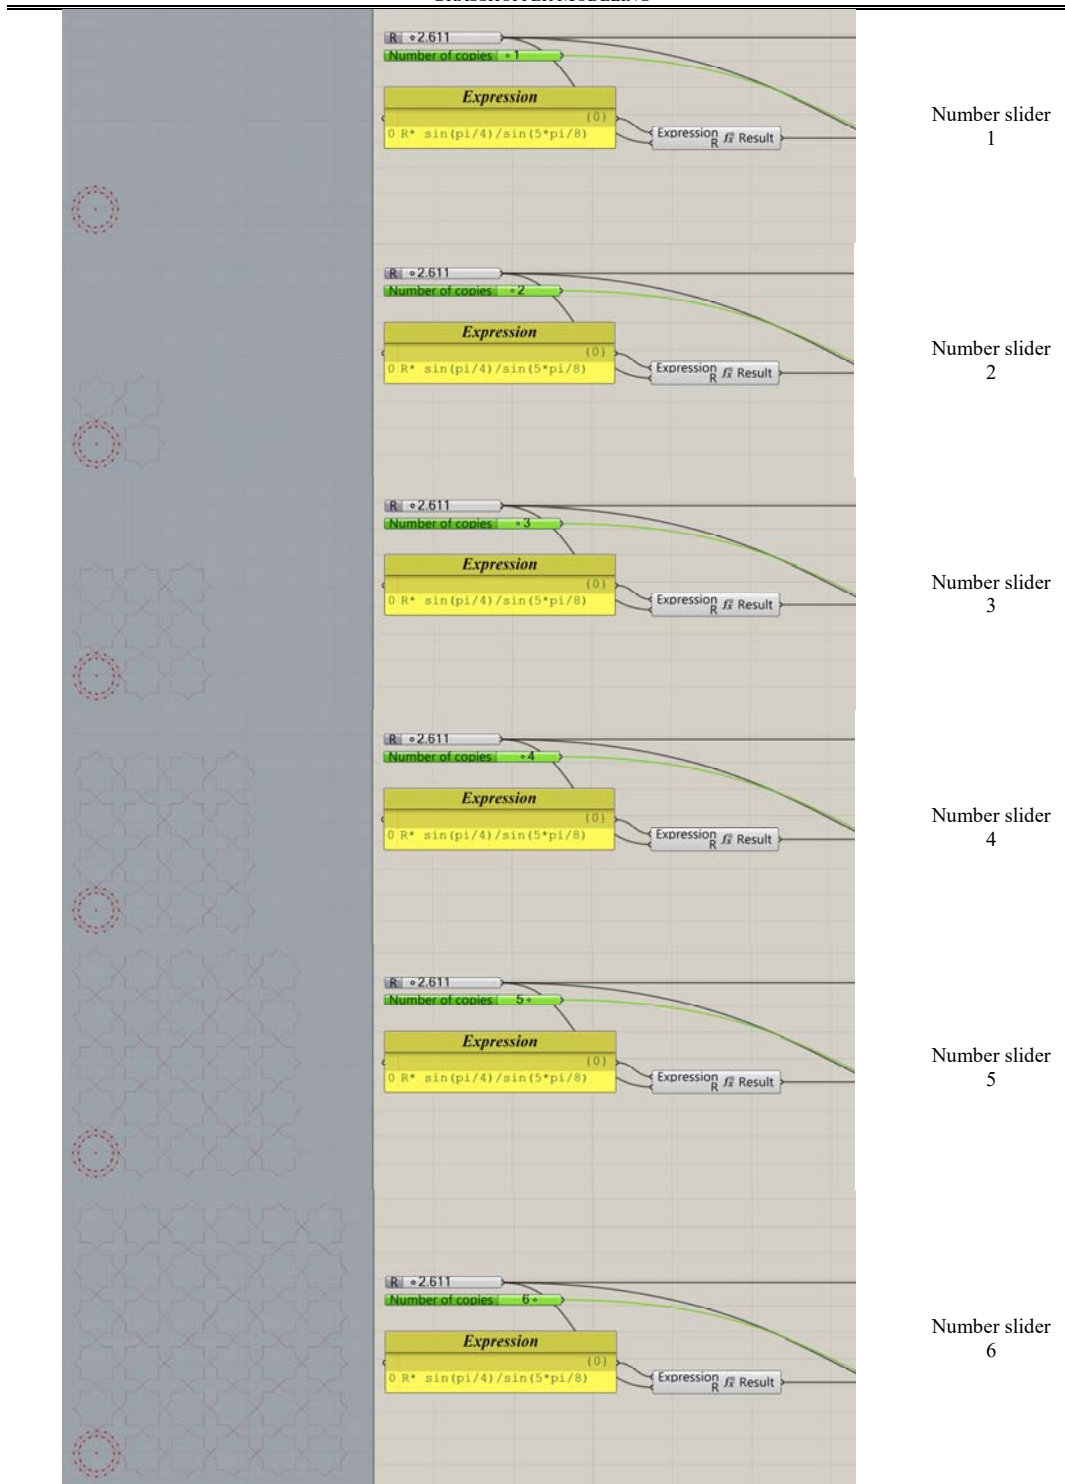 R 2.611
Number of copies 1
Expression
{0}
0 R* sin(pi/4)/sin(5*pi/8)
Expression
R
Result
Number slider
1
R 2.611
Number of copies 2
Expression
{0}
0 R* sin(pi/4)/sin(5*pi/8)
Expression
R
Result
Number slider
2
R 2.611
Number of copies 3
Expression
{0}
0 R* sin(pi/4)/sin(5*pi/8)
Expression
R
Result
Number slider
3
R 2.611
Number of copies 4
Expression
{0}
0 R* sin(pi/4)/sin(5*pi/8)
Expression
R
Result
Number slider
4
R 2.611
Number of copies 5
Expression
{0}
0 R* sin(pi/4)/sin(5*pi/8)
Expression
R
Result
Number slider
5
R 2.611
Number of copies 6
Expression
{0}
0 R* sin(pi/4)/sin(5*pi/8)
Expression
R
Result
Number slider
6